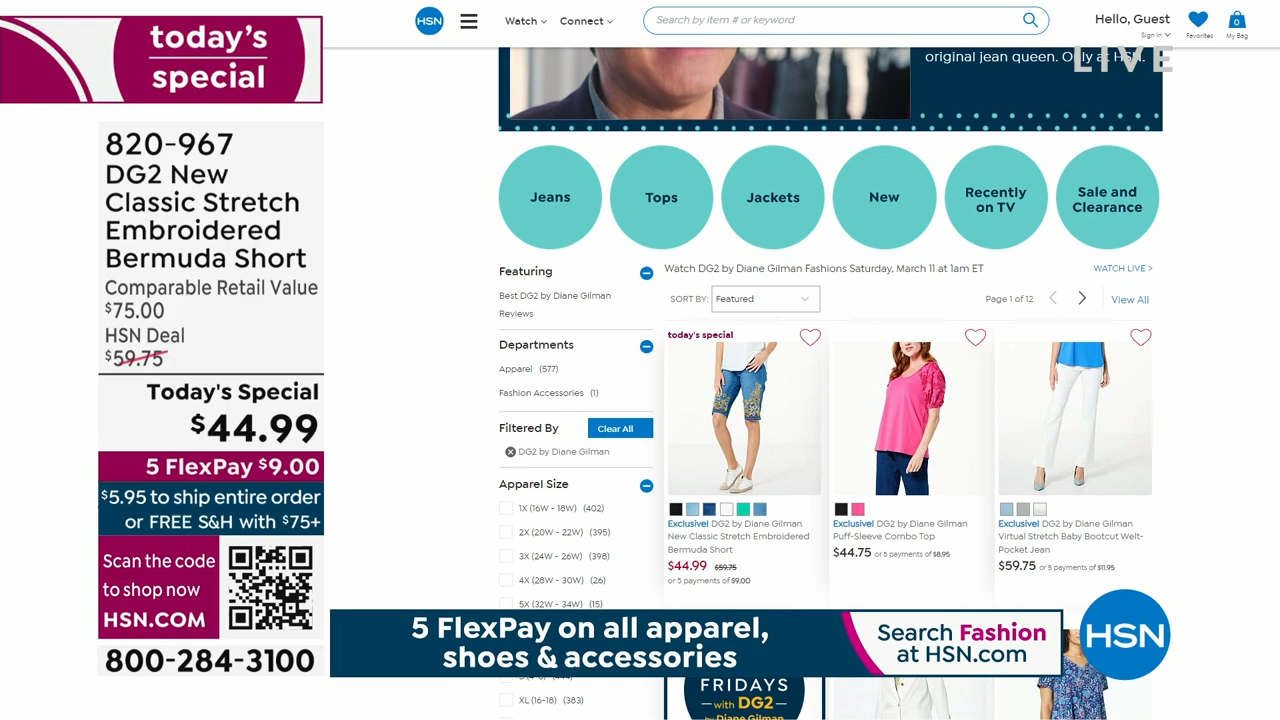 today's
special
820-967
DG2 New
Classic Stretch
Embroidered
Bermuda Short
Comparable Retail Value
$75.00
HSN Deal
$59.75
Today's Special
$44.99
5 FlexPay $9.00
$5.95 to ship entire order
or FREE S&H with $75+
Scan the code
to shop now
HSN.COM
800-284-3100
HSN
Watch
Connect
Search by item # or keyword
Hello, Guest
Sign in
Favorites
0
My Bag
LIVE
original jean queen. Only at HSN.
Jeans
Tops
Jackets
New
Recently
on TV
Sale and
Clearance
Featuring
Best DG2 by Diane Gilman
Reviews
Departments
Apparel (577)
Fashion Accessories (1)
Filtered By
Clear All
DG2 by Diane Gilman
Apparel Size
1X (16W - 18W) (402)
2X (20W - 22W) (395)
3X (24W - 26W) (398)
4X (28W - 30W) (26)
5X (32W - 34W) (15)
XL (16-18) (383)
Watch DG2 by Diane Gilman Fashions Saturday, March 11 at 1am ET
WATCH LIVE >
SORT BY:
Featured
Page 1 of 12
View All
today's special
Exclusive! DG2 by Diane Gilman
New Classic Stretch Embroidered
Bermuda Short
$44.99 $59.75
or 5 payments of $9.00
Exclusive! DG2 by Diane Gilman
Puff-Sleeve Combo Top
$44.75 or 5 payments of $8.95
Exclusive! DG2 by Diane Gilman
Virtual Stretch Baby Bootcut Welt-
Pocket Jean
$59.75 or 5 payments of $11.95
5 FlexPay on all apparel,
shoes & accessories
Search Fashion
at HSN.com
HSN
FRIDAYS
with DG2
by Diane Gilman